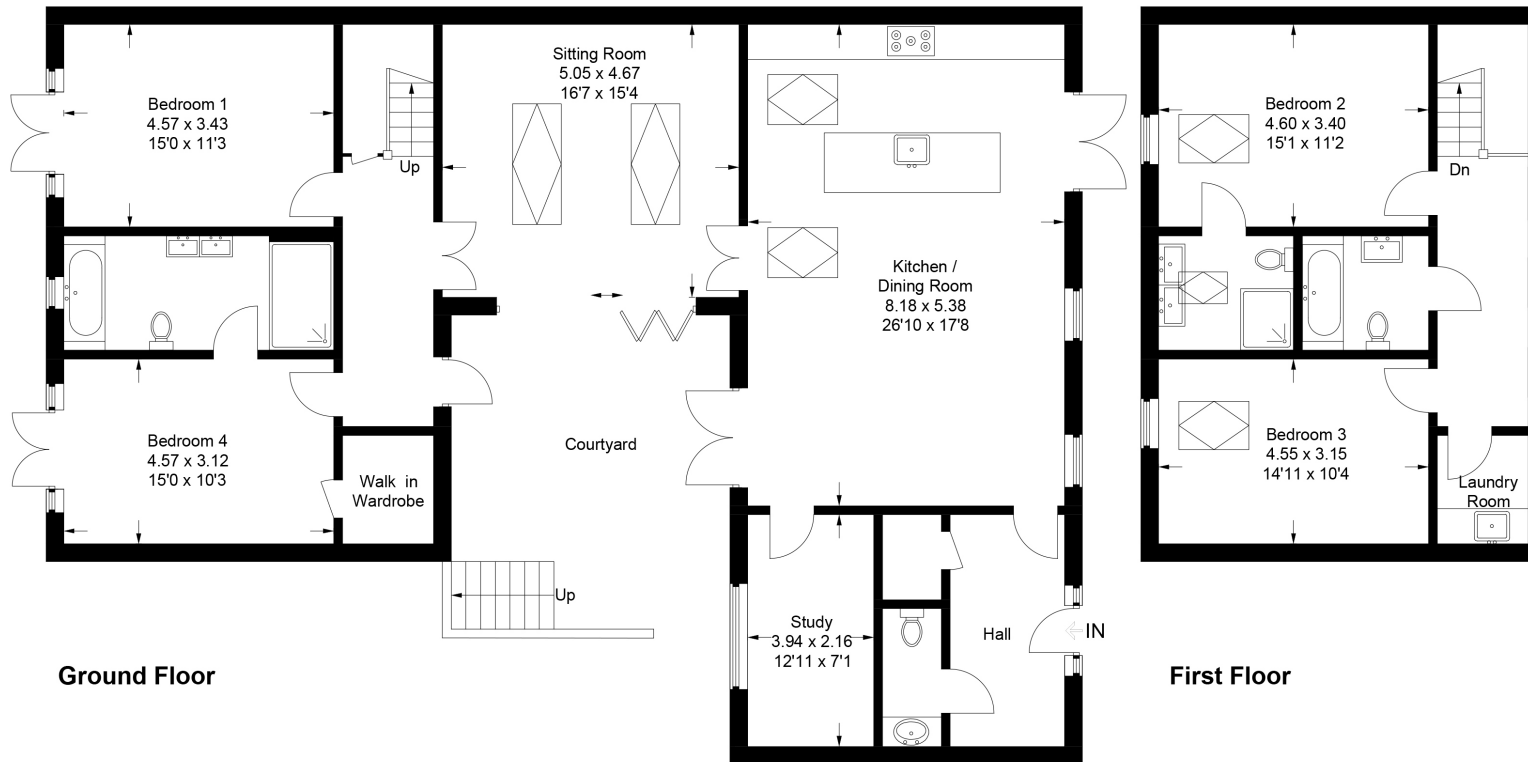 Bedroom 1
4.57 x 3.43
15'0 x 11'3
Up
Sitting Room
5.05 x 4.67
16'7 x 15'4
Kitchen /
Dining Room
8.18 x 5.38
26'10 x 17'8
Bedroom 4
4.57 x 3.12
15'0 x 10'3
Walk in
Wardrobe
Courtyard
Up
Study
3.94 x 2.16
12'11 x 7'1
Hall
IN
Ground Floor
Bedroom 2
4.60 x 3.40
15'1 x 11'2
Dn
Bedroom 3
4.55 x 3.15
14'11 x 10'4
Laundry
Room
First Floor